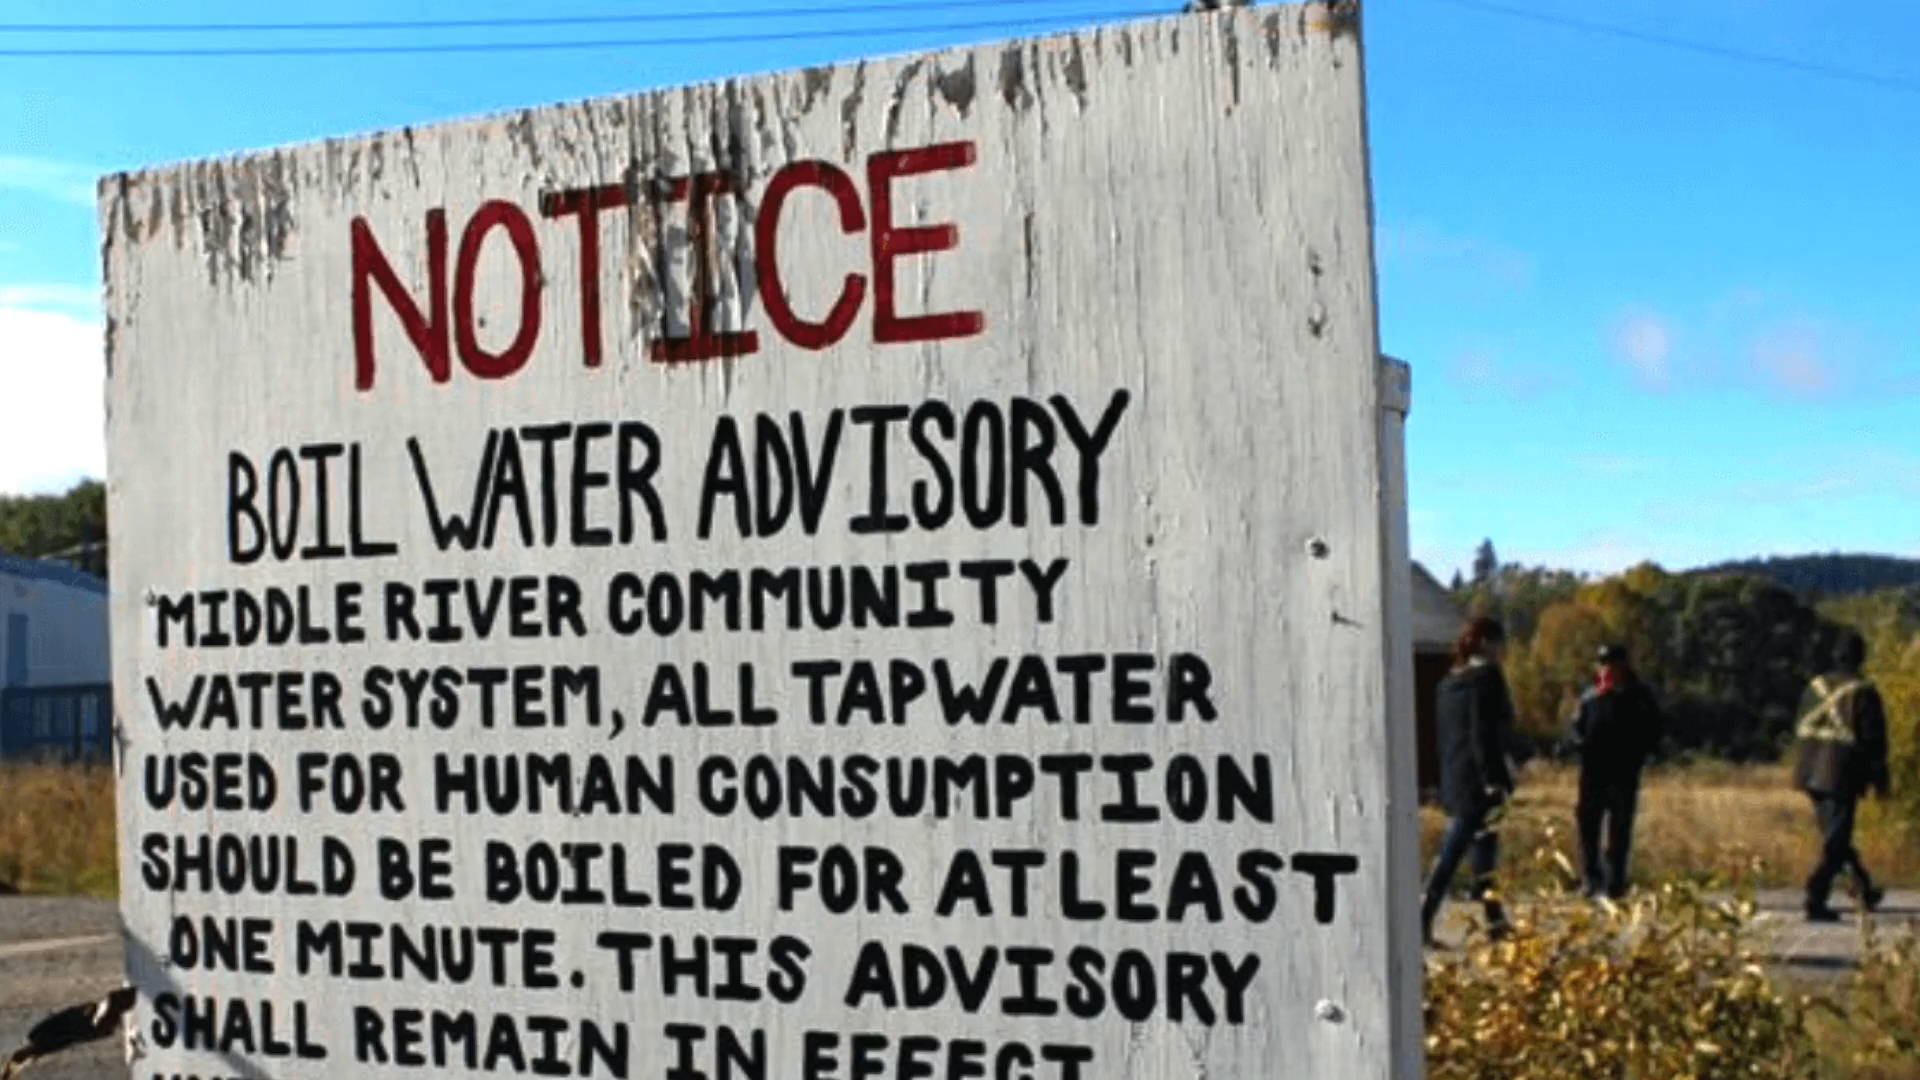 NOTICE
BOIL WATER ADVISORY
MIDDLE RIVER COMMUNITY
WATER SYSTEM, ALL TAPWATER
USED FOR HUMAN CONSUMPTION
SHOULD BE BOILED FOR ATLEAST
ONE MINUTE. THIS ADVISORY
SHALL REMAIN IN EFFECT